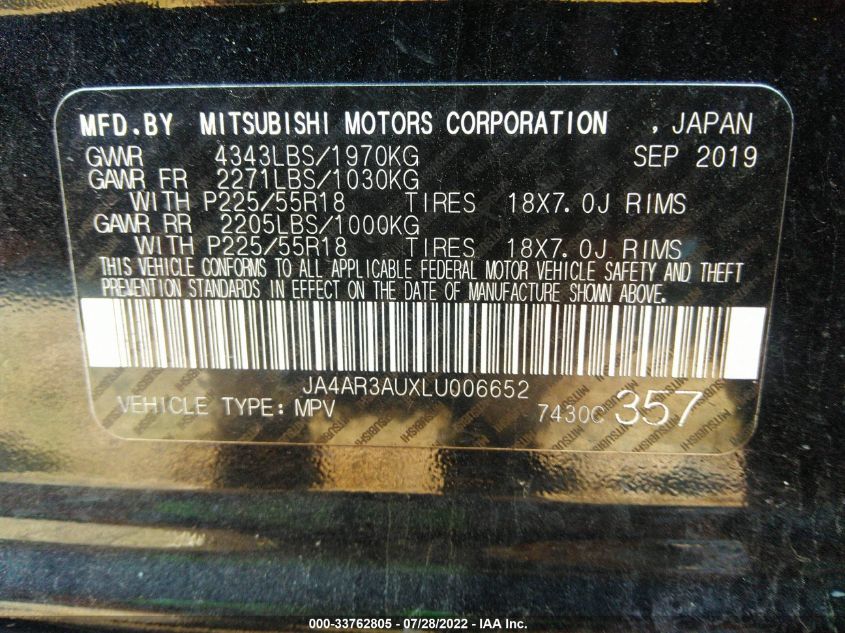 MFD.BY MITSUBISHI MOTORS CORPORATION , JAPAN
GVWR 4343LBS/1970KG SEP 2019
GAWR FR 2271LBS/1030KG
WITH P225/55R18 TIRES 18X7.0J RIMS
GAWR RR 2205LBS/1000KG
WITH P225/55R18 TIRES 18X7.0J RIMS
THIS VEHICLE CONFORMS TO ALL APPLICABLE FEDERAL MOTOR VEHICLE SAFETY AND THEFT
PREVENTION STANDARDS IN EFFECT ON THE DATE OF MANUFACTURE SHOWN ABOVE.
JA4AR3AUXLU006652
VEHICLE TYPE: MPV 7430C 357
000-33762805 - 07/28/2022 - IAA Inc.